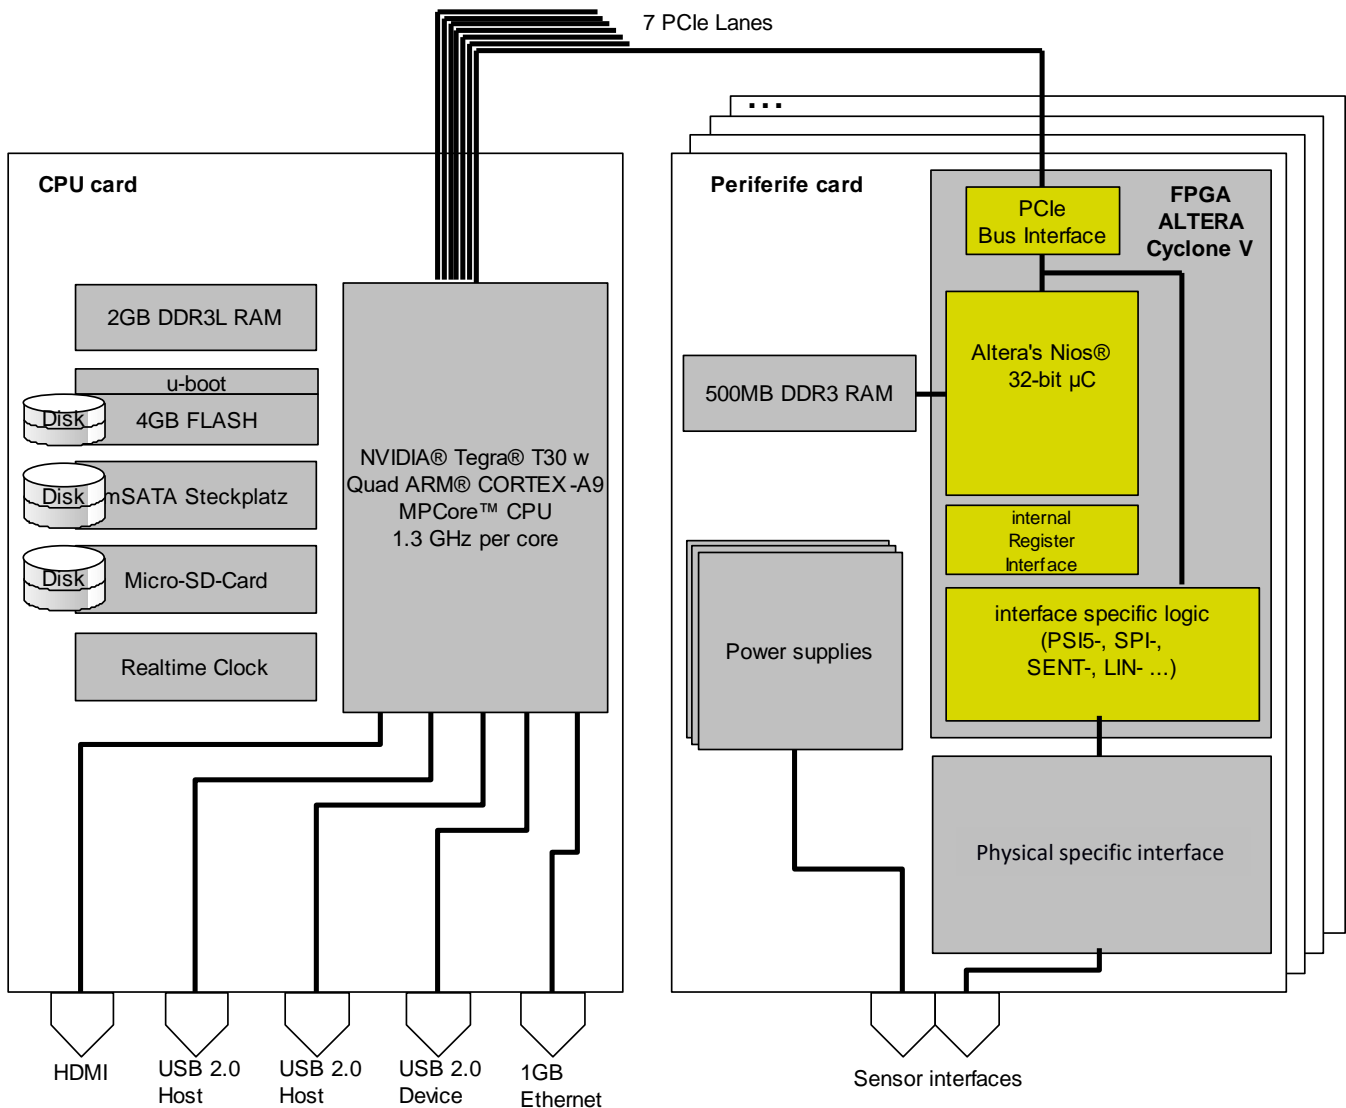 7 PCIe Lanes
...
CPU card
Periferife card
FPGA
ALTERA
Cyclone V
PCIe
Bus Interface
2GB DDR3L RAM
u-boot
Disk
4GB FLASH
Disk
mSATA Steckplatz
Disk
Micro-SD-Card
Realtime Clock
NVIDIA® Tegra® T30 w
Quad ARM® CORTEX-A9
MPCore™ CPU
1.3 GHz per core
Altera's Nios®
32-bit µC
500MB DDR3 RAM
internal
Register
Interface
interface specific logic
(PSI5-, SPI-,
SENT-, LIN- ...)
Power supplies
Physical specific interface
HDMI
USB 2.0
Host
USB 2.0
Host
USB 2.0
Device
1GB
Ethernet
Sensor interfaces